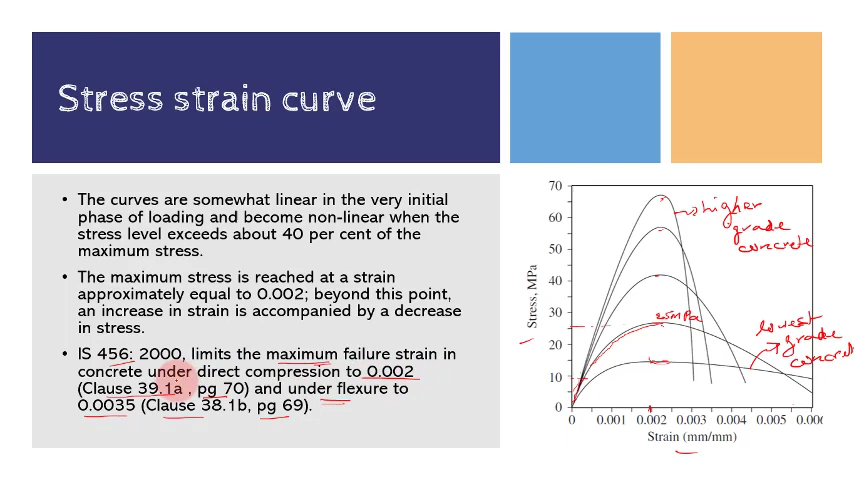 Stress strain curve
• The curves are somewhat linear in the very initial
phase of loading and become non-linear when the
stress level exceeds about 40 per cent of the
maximum stress.
• The maximum stress is reached at a strain
approximately equal to 0.002; beyond this point,
an increase in strain is accompanied by a decrease
in stress.
• IS 456: 2000, limits the maximum failure strain in
concrete under direct compression to 0.002
(Clause 39.1a , pg 70) and under flexure to
0.0035 (Clause 38.1b, pg 69).
70
60
50
40
30
20
10
0
Stress, MPa
higher
grade
concrete
25MPa
lowest
grade
concret
0 0.001 0.002 0.003 0.004 0.005 0.00
Strain (mm/mm)